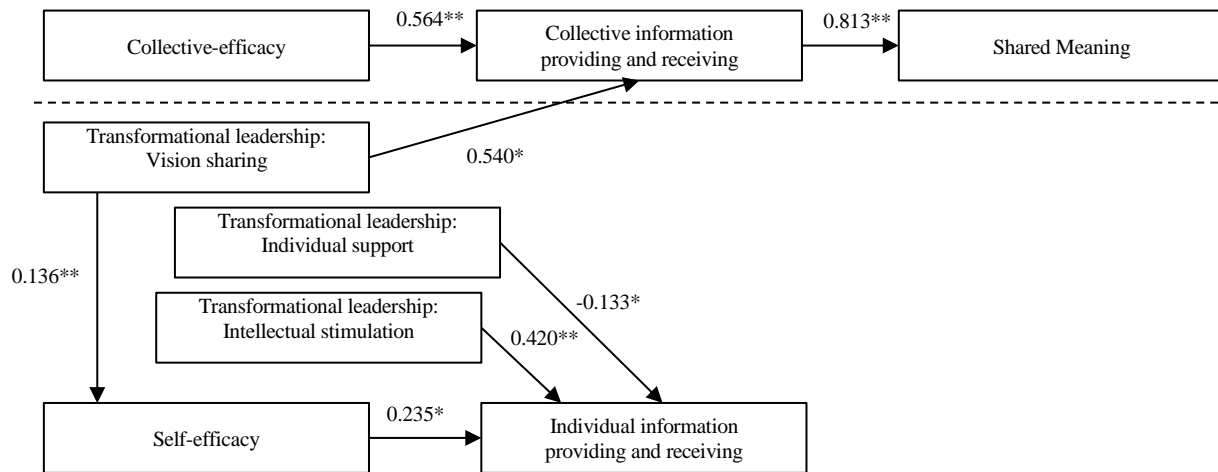 0.564**
0.813**
Collective-efficacy
Collective information
providing and receiving
Shared Meaning
Transformational leadership:
Vision sharing
0.540*
Transformational leadership:
Individual support
0.136**
-0.133*
Transformational leadership:
Intellectual stimulation
0.420**
0.235*
Self-efficacy
Individual information
providing and receiving